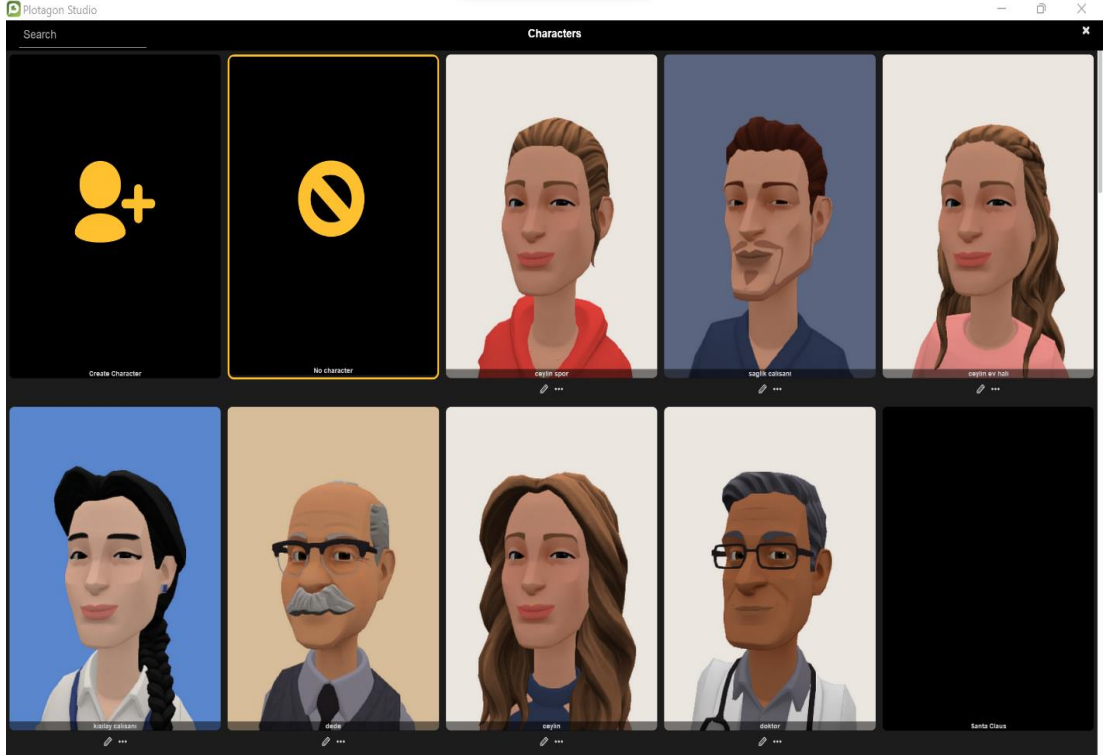 Plotagon Studio
Search
Characters
Create Character
No character
ceylin spor
saglik calisani
ceylin ev hali
kizilay calisani
dede
ceylin
doktor
Santa Claus